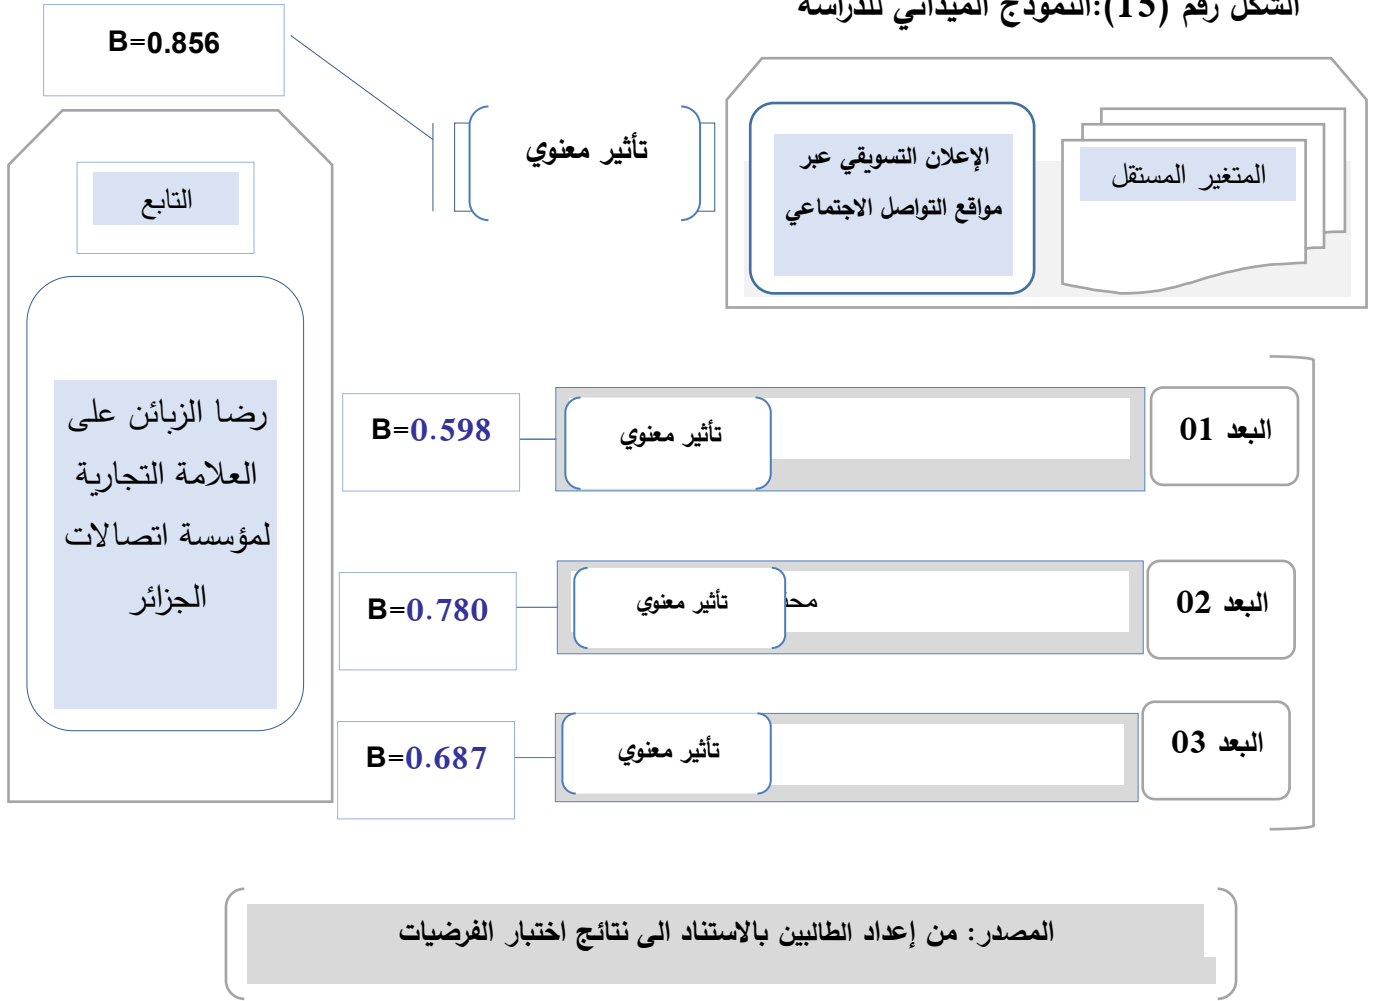 الشكل رقم (15):النموذج الميداني للدراسة
B=0.856
المتغير المستقل
الإعلان التسويقي عبر
مواقع التواصل الاجتماعي
تأثير معنوي
التابع
رضا الزبائن على
العلامة التجارية
لمؤسسة اتصالات
الجزائر
البعد 01
تأثير معنوي
B=0.598
البعد 02
تأثير معنوي
B=0.780
البعد 03
تأثير معنوي
B=0.687
المصدر: من إعداد الطالبين بالاستناد الى نتائج اختبار الفرضيات